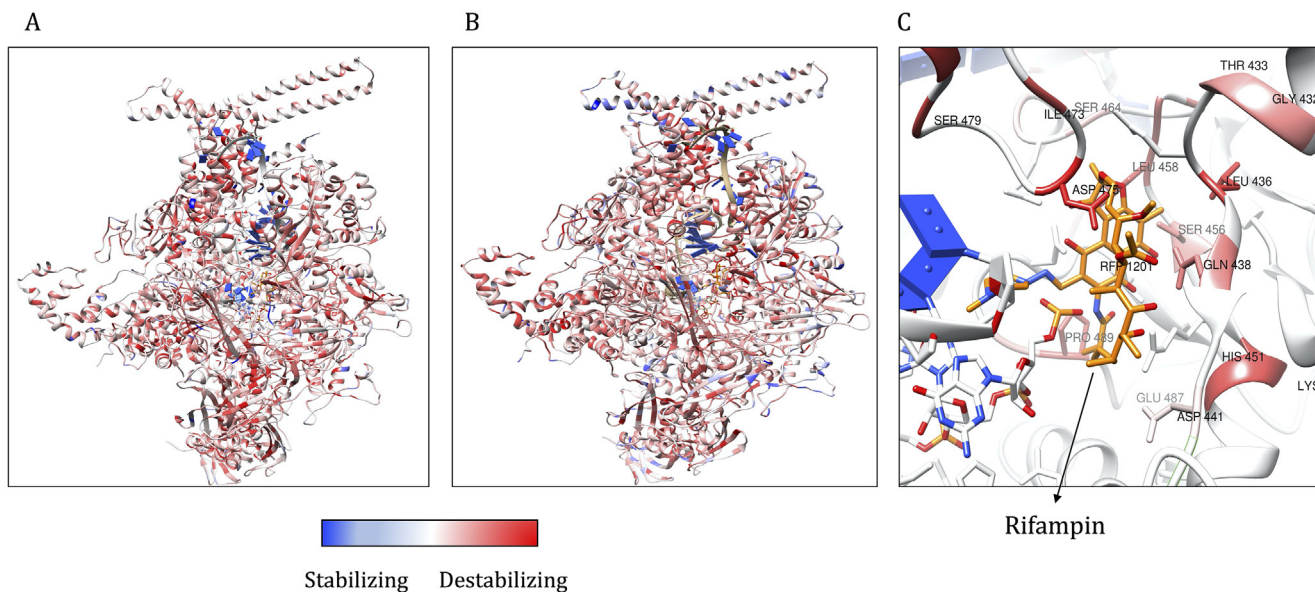 A
B
C
THR 433
GLY 432
SER 464
ILE 473
SER 479
LEU 458
LEU 436
ASP 475
SER 456
GLN 438
RFP 1201
PRO 489
HIS 451
LYS
GLU 487
ASP 441
Rifampin
Stabilizing Destabilizing